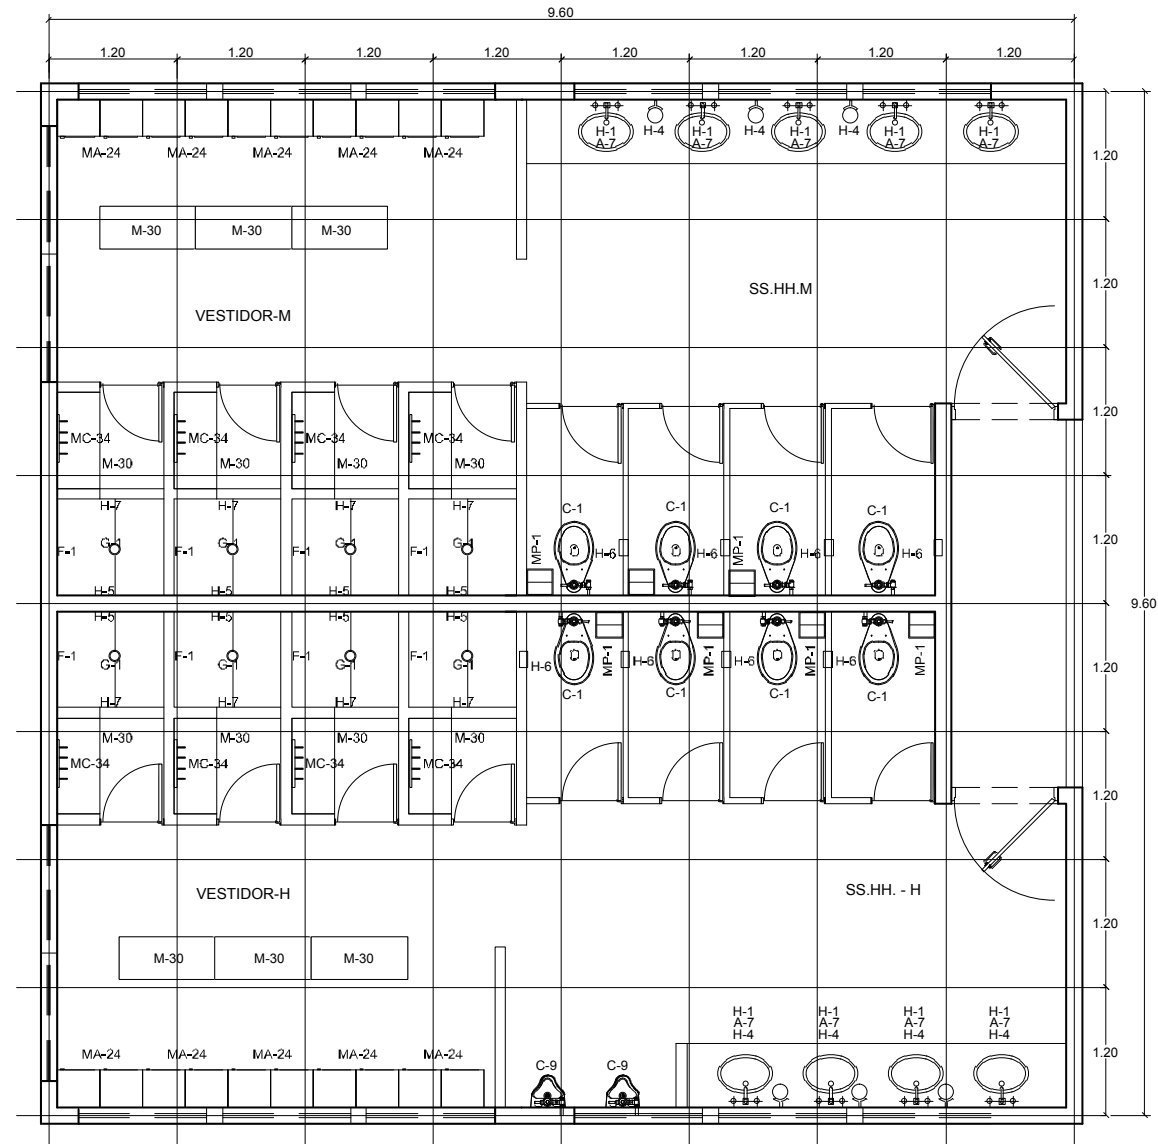 9.60
1.20 1.20 1.20 1.20 1.20 1.20 1.20 1.20
H-1 H-4 H-1 H-4 H-1 H-4 H-1 H-1
A-7 A-7 A-7 A-7 A-7
MA-24 MA-24 MA-24 MA-24 MA-24
1.20
M-30 M-30 M-30
1.20
SS.HH.M
VESTIDOR-M
1.20
MC-34 MC-34 MC-34 MC-34
M-30 M-30 M-30 M-30
H-7 H-7 H-7 H-7
C-1 C-1 C-1 C-1
1.20
F-1 G-1 F-1 G-1 F-1 G-1 F-1 G-1
MP-1 H-6 H-6 MP-1 H-6 H-6
H-5 H-5 H-5 H-5
9.60
H-5 H-5 H-5 H-5
F-1 G-1 F-1 G-1 F-1 G-1 F-1 G-1
H-6 MP-1 H-6 MP-1 H-6 MP-1 H-6 MP-1
1.20
C-1 C-1 C-1 C-1
H-7 H-7 H-7 H-7
M-30 M-30 M-30 M-30
MC-34 MC-34 MC-34 MC-34
1.20
VESTIDOR-H
SS.HH. - H
1.20
M-30 M-30 M-30
H-1 H-1 H-1 H-1
A-7 A-7 A-7 A-7
H-4 H-4 H-4 H-4
MA-24 MA-24 MA-24 MA-24 MA-24
1.20
C-9 C-9